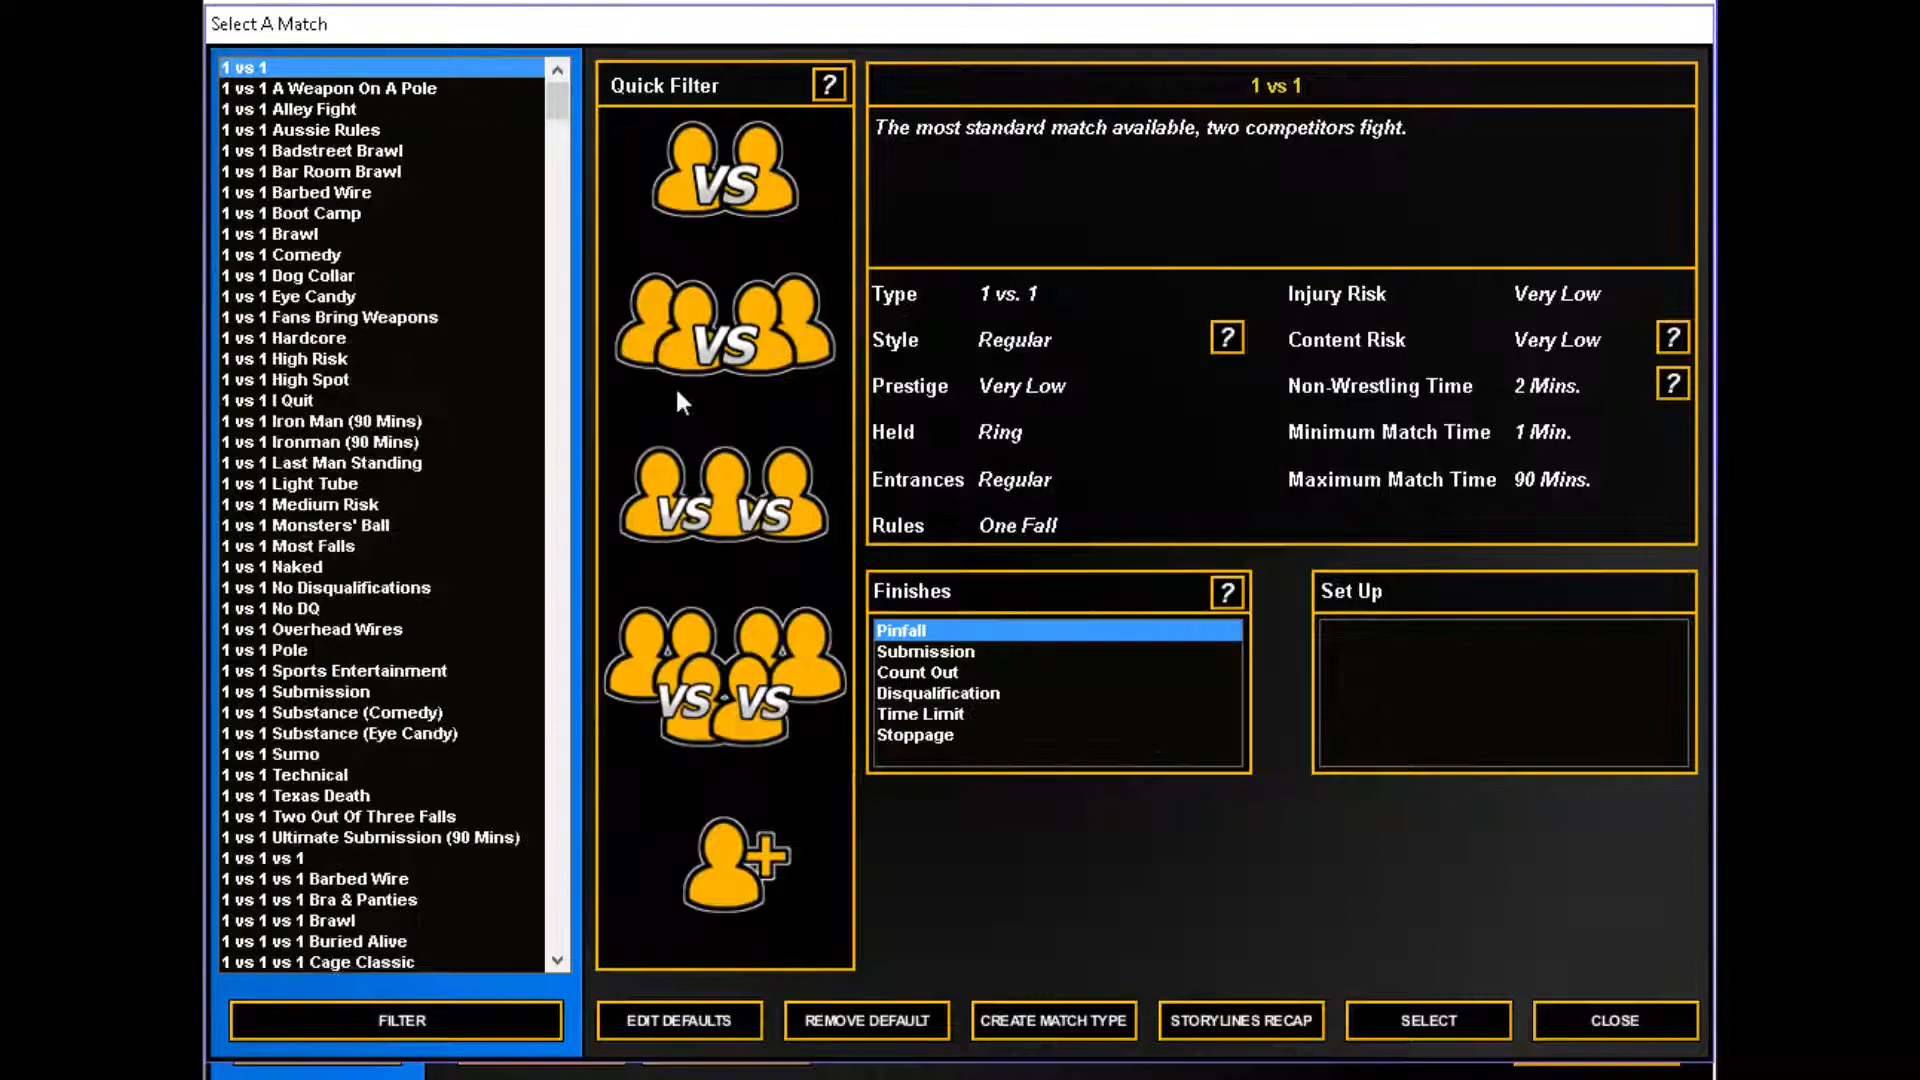 Select A Match
1 vs 1
1 vs 1 A Weapon On A Pole
1 vs 1 Alley Fight
1 vs 1 Aussie Rules
1 vs 1 Badstreet Brawl
1 vs 1 Bar Room Brawl
1 vs 1 Barbed Wire
1 vs 1 Boot Camp
1 vs 1 Brawl
1 vs 1 Comedy
1 vs 1 Dog Collar
1 vs 1 Eye Candy
1 vs 1 Fans Bring Weapons
1 vs 1 Hardcore
1 vs 1 High Risk
1 vs 1 High Spot
1 vs 1 I Quit
1 vs 1 Iron Man (90 Mins)
1 vs 1 Ironman (90 Mins)
1 vs 1 Last Man Standing
1 vs 1 Light Tube
1 vs 1 Medium Risk
1 vs 1 Monsters' Ball
1 vs 1 Most Falls
1 vs 1 Naked
1 vs 1 No Disqualifications
1 vs 1 No DQ
1 vs 1 Overhead Wires
1 vs 1 Pole
1 vs 1 Sports Entertainment
1 vs 1 Submission
1 vs 1 Substance (Comedy)
1 vs 1 Substance (Eye Candy)
1 vs 1 Sumo
1 vs 1 Technical
1 vs 1 Texas Death
1 vs 1 Two Out Of Three Falls
1 vs 1 Ultimate Submission (90 Mins)
1 vs 1 vs 1
1 vs 1 vs 1 Barbed Wire
1 vs 1 vs 1 Bra & Panties
1 vs 1 vs 1 Brawl
1 vs 1 vs 1 Buried Alive
1 vs 1 vs 1 Cage Classic
FILTER
Quick Filter ?
VS
VS
VS VS
VS VS
1 vs 1
The most standard match available, two competitors fight.
Type 1 vs. 1 Injury Risk Very Low
Style Regular ? Content Risk Very Low ?
Prestige Very Low Non-Wrestling Time 2 Mins. ?
Held Ring Minimum Match Time 1 Min.
Entrances Regular Maximum Match Time 90 Mins.
Rules One Fall
Finishes ?
Pinfall
Submission
Count Out
Disqualification
Time Limit
Stoppage
Set Up
EDIT DEFAULTS REMOVE DEFAULT CREATE MATCH TYPE STORYLINES RECAP SELECT CLOSE